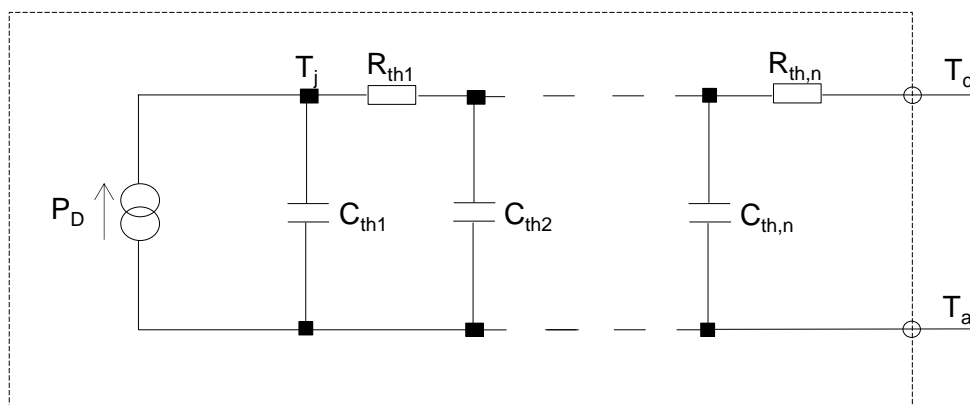 T_j
R_th1
R_th,n
T_c
P_D
C_th1
C_th2
C_th,n
T_a